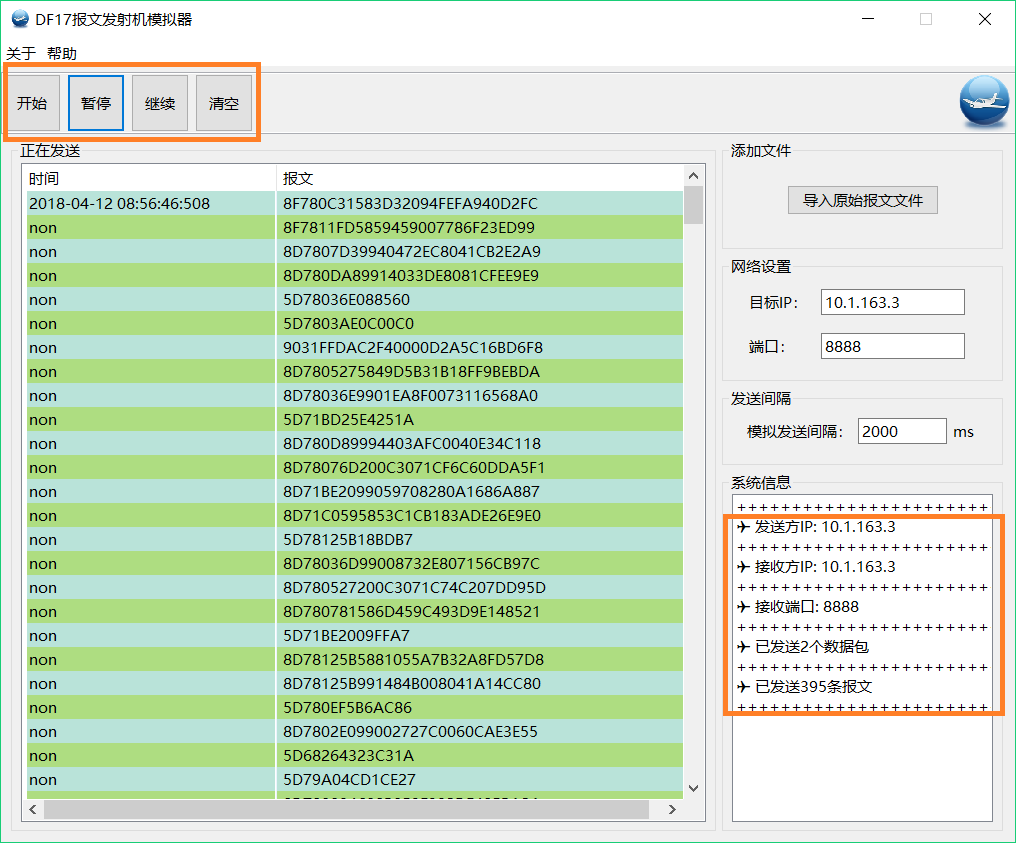 DF17报文发射机模拟器
关于 帮助
开始 暂停 继续 清空
正在发送
时间 报文
2018-04-12 08:56:46:508 8F780C31583D32094FEFA940D2FC
non 8F7811FD5859459007786F23ED99
non 8D7807D39940472EC8041CB2E2A9
non 8D780DA89914033DE8081CFEE9E9
non 5D78036E088560
non 5D7803AE0C00C0
non 9031FFDAC2F40000D2A5C16BD6F8
non 8D7805275849D5B31B18FF9BEBDA
non 8D78036E9901EA8F0073116568A0
non 5D71BD25E4251A
non 8D780D89994403AFC0040E34C118
non 8D78076D200C3071CF6C60DDA5F1
non 8D71BE2099059708280A1686A887
non 8D71C0595853C1CB183ADE26E9E0
non 5D78125B18BDB7
non 8D78036D99008732E807156CB97C
non 8D780527200C3071C74C207DD95D
non 8D780781586D459C493D9E148521
non 5D71BE2009FFA7
non 8D78125B5881055A7B32A8FD57D8
non 8D78125B991484B008041A14CC80
non 5D780EF5B6AC86
non 8D7802E099002727C0060CAE3E55
non 5D68264323C31A
non 5D79A04CD1CE27
添加文件
导入原始报文文件
网络设置
目标IP: 10.1.163.3
端口: 8888
发送间隔
模拟发送间隔: 2000 ms
系统信息
++++++++++++++++++++++
✈ 发送方IP: 10.1.163.3
++++++++++++++++++++++
✈ 接收方IP: 10.1.163.3
++++++++++++++++++++++
✈ 接收端口: 8888
++++++++++++++++++++++
✈ 已发送2个数据包
++++++++++++++++++++++
✈ 已发送395条报文
++++++++++++++++++++++